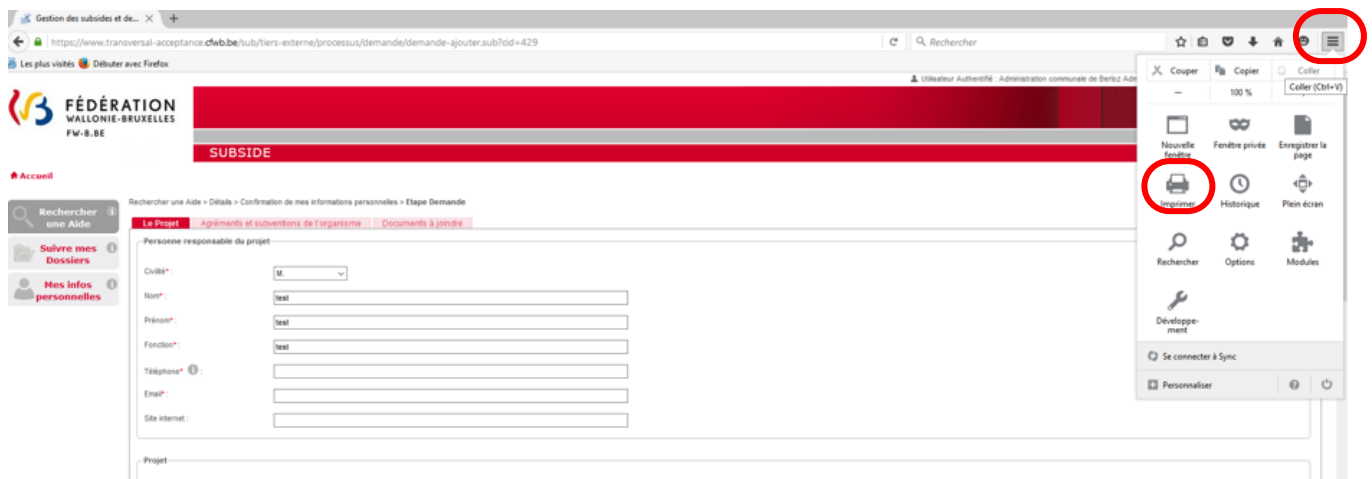 Gestion des subsides et de...
https://www.transversal-acceptance.cfwb.be/sub/tiers-externe/processus/demande/demande-ajouter.sub?cid=429
Rechercher
Les plus visités Débuter avec Firefox
Utilisateur Authentifié : Administration communale de Berloz
Couper Copier Coller
Coller (Ctrl+V)
100 %
FÉDÉRATION
WALLONIE-BRUXELLES
FW-B.BE
SUBSIDE
Nouvelle fenêtre
Fenêtre privée
Enregistrer la page
Imprimer
Historique
Plein écran
Rechercher
Options
Modules
Développe-
ment
Se connecter à Sync
Personnaliser
Accueil
Rechercher
une Aide
Suivre mes
Dossiers
Mes infos
personnelles
Rechercher une Aide > Détails > Confirmation de mes informations personnelles > Etape Demande
Le Projet Agréments et subventions de l'organisme Documents à joindre
Personne responsable du projet
Civilité* : M.
Nom* : test
Prénom* : test
Fonction* : test
Téléphone* :
Email* :
Site internet :
Projet